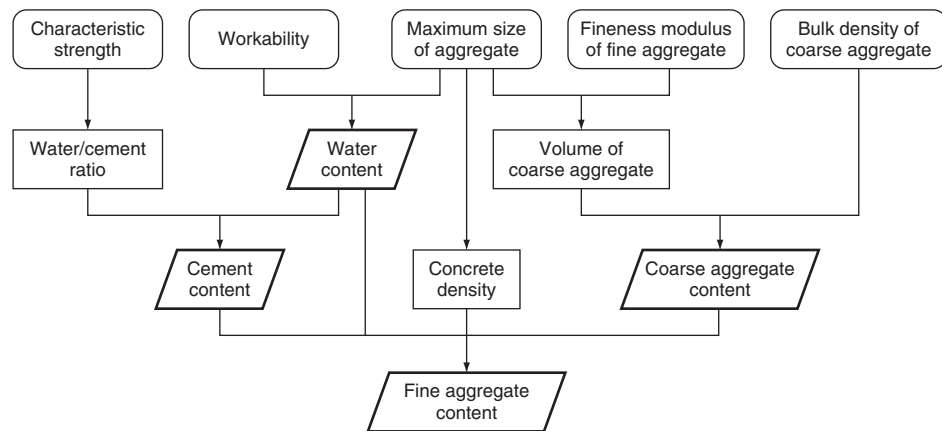 Characteristic
strength
Workability
Maximum size
of aggregate
Fineness modulus
of fine aggregate
Bulk density of
coarse aggregate
Water/cement
ratio
Water
content
Volume of
coarse aggregate
Cement
content
Concrete
density
Coarse aggregate
content
Fine aggregate
content